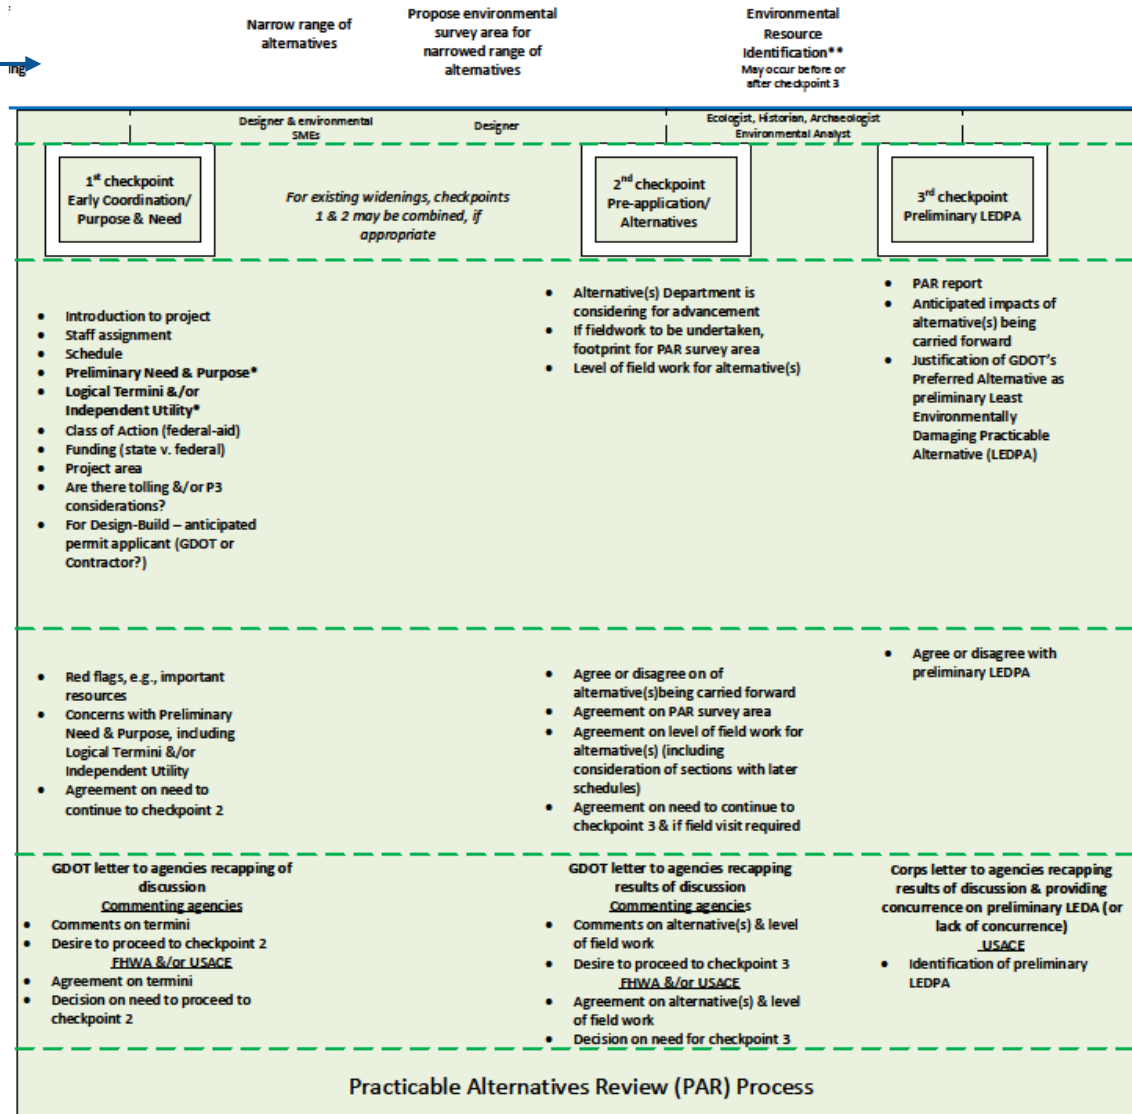 Narrow range of
alternatives
Propose environmental
survey area for
narrowed range of
alternatives
Environmental
Resource
Identification**
May occur before or
after checkpoint 3
ing
Designer & environmental
SMEs
Designer
Ecologist, Historian, Archaeologist
Environmental Analyst
1st checkpoint
Early Coordination/
Purpose & Need
For existing widenings, checkpoints
1 & 2 may be combined, if
appropriate
2nd checkpoint
Pre-application/
Alternatives
3rd checkpoint
Preliminary LEDPA
• Introduction to project
• Staff assignment
• Schedule
• Preliminary Need & Purpose*
• Logical Termini &/or
Independent Utility*
• Class of Action (federal-aid)
• Funding (state v. federal)
• Project area
• Are there tolling &/or P3
considerations?
• For Design-Build – anticipated
permit applicant (GDOT or
Contractor?)
• Alternative(s) Department is
considering for advancement
• If fieldwork to be undertaken,
footprint for PAR survey area
• Level of field work for alternative(s)
• PAR report
• Anticipated impacts of
alternative(s) being
carried forward
• Justification of GDOT's
Preferred Alternative as
preliminary Least
Environmentally
Damaging Practicable
Alternative (LEDPA)
• Red flags, e.g., important
resources
• Concerns with Preliminary
Need & Purpose, including
Logical Termini &/or
Independent Utility
• Agreement on need to
continue to checkpoint 2
• Agree or disagree on of
alternative(s)being carried forward
• Agreement on PAR survey area
• Agreement on level of field work for
alternative(s) (including
consideration of sections with later
schedules)
• Agreement on need to continue to
checkpoint 3 & if field visit required
• Agree or disagree with
preliminary LEDPA
GDOT letter to agencies recapping of
discussion
Commenting agencies
• Comments on termini
• Desire to proceed to checkpoint 2
FHWA &/or USACE
• Agreement on termini
• Decision on need to proceed to
checkpoint 2
GDOT letter to agencies recapping
results of discussion
Commenting agencies
• Comments on alternative(s) & level
of field work
• Desire to proceed to checkpoint 3
FHWA &/or USACE
• Agreement on alternative(s) & level
of field work
• Decision on need for checkpoint 3
Corps letter to agencies recapping
results of discussion & providing
concurrence on preliminary LEDA (or
lack of concurrence)
USACE
• Identification of preliminary
LEDPA
Practicable Alternatives Review (PAR) Process